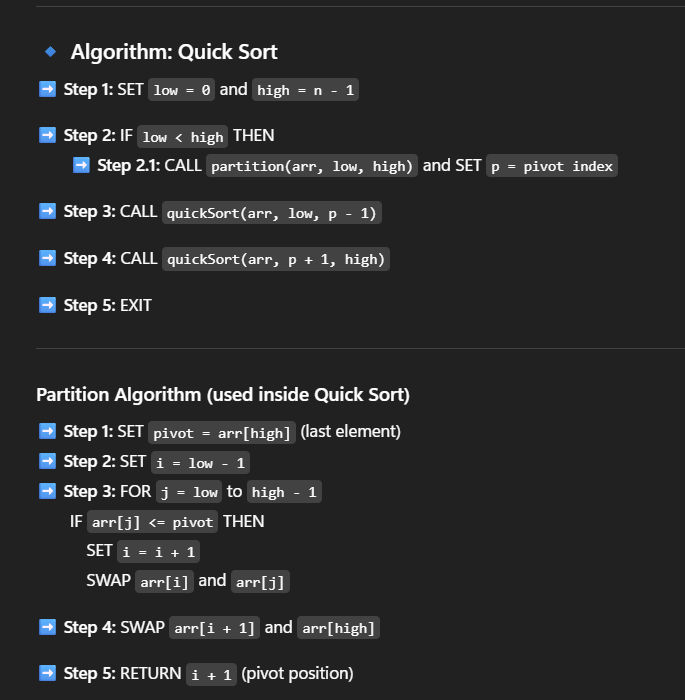 🔹 Algorithm: Quick Sort
➡️ Step 1: SET low = 0 and high = n - 1
➡️ Step 2: IF low < high THEN
➡️ Step 2.1: CALL partition(arr, low, high) and SET p = pivot index
➡️ Step 3: CALL quickSort(arr, low, p - 1)
➡️ Step 4: CALL quickSort(arr, p + 1, high)
➡️ Step 5: EXIT
Partition Algorithm (used inside Quick Sort)
➡️ Step 1: SET pivot = arr[high] (last element)
➡️ Step 2: SET i = low - 1
➡️ Step 3: FOR j = low to high - 1
IF arr[j] <= pivot THEN
SET i = i + 1
SWAP arr[i] and arr[j]
➡️ Step 4: SWAP arr[i + 1] and arr[high]
➡️ Step 5: RETURN i + 1 (pivot position)